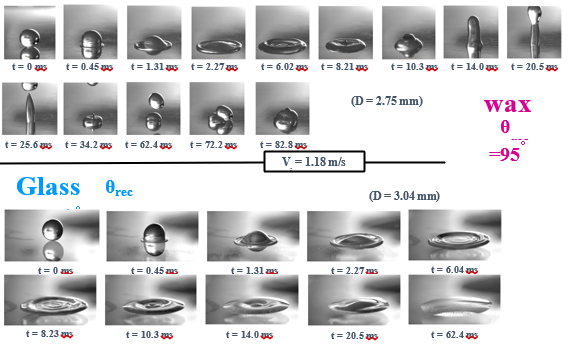 t = 0 ms t = 0.45 ms t = 1.31 ms t = 2.27 ms t = 6.02 ms t = 8.21 ms t = 10.3 ms t = 14.0 ms t = 20.5 ms
t = 25.6 ms t = 34.2 ms t = 62.4 ms t = 72.2 ms t = 82.8 ms
(D = 2.75 mm)
wax
θ
=95°
V = 1.18 m/s
Glass θrec
(D = 3.04 mm)
t = 0 ms t = 0.45 ms t = 1.31 ms t = 2.27 ms t = 6.04 ms
t = 8.23 ms t = 10.3 ms t = 14.0 ms t = 20.5 ms t = 62.4 ms